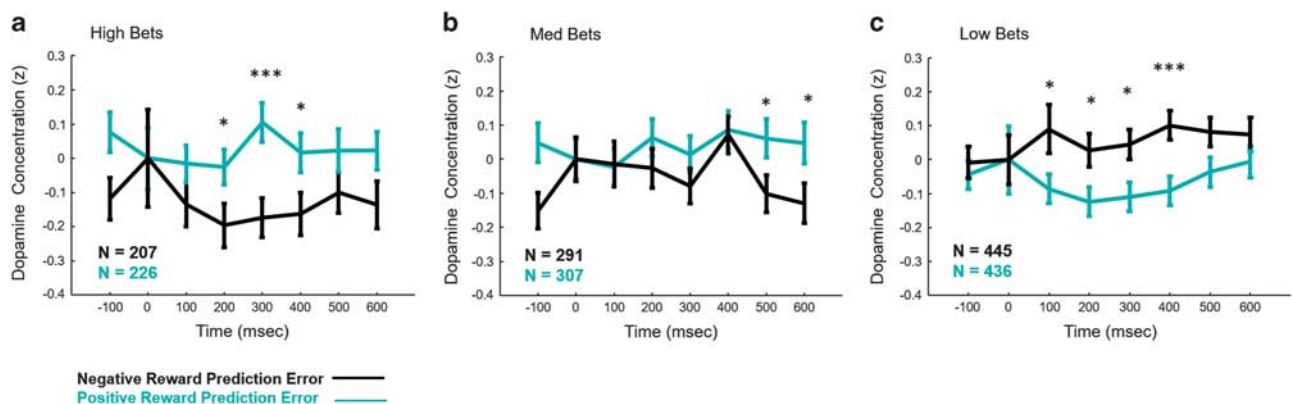 a
High Bets
Dopamine Concentration (z)
0.3
0.2
0.1
0
-0.1
-0.2
-0.3
-0.4
*
***
*
N = 207
N = 226
-100 0 100 200 300 400 500 600
Time (msec)
b
Med Bets
Dopamine Concentration (z)
0.3
0.2
0.1
0
-0.1
-0.2
-0.3
-0.4
*
*
N = 291
N = 307
-100 0 100 200 300 400 500 600
Time (msec)
c
Low Bets
Dopamine Concentration (z)
0.3
0.2
0.1
0
-0.1
-0.2
-0.3
-0.4
*
*
*
***
N = 445
N = 436
-100 0 100 200 300 400 500 600
Time (msec)
Negative Reward Prediction Error
Positive Reward Prediction Error